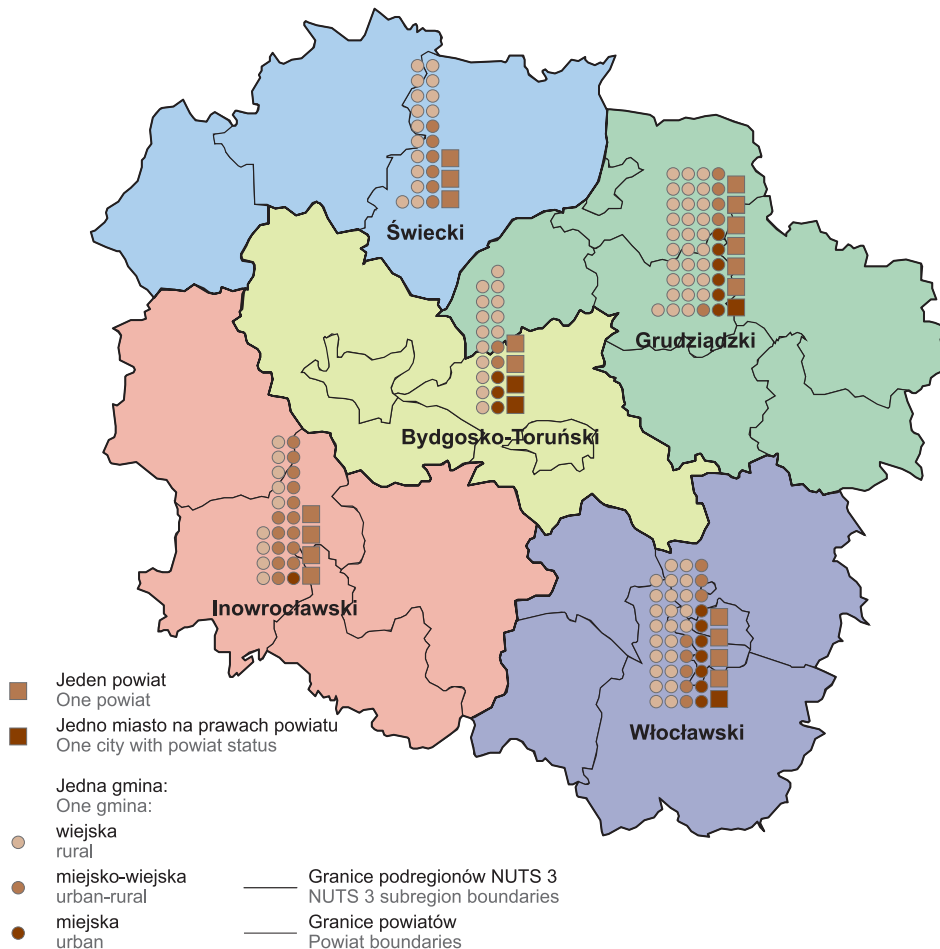 Świecki
Grudziądzki
Bydgosko-Toruński
Inowrocławski
Włocławski
Jeden powiat
One powiat
Jedno miasto na prawach powiatu
One city with powiat status
Jedna gmina:
One gmina:
wiejska
rural
miejsko-wiejska
urban-rural
miejska
urban
Granice podregionów NUTS 3
NUTS 3 subregion boundaries
Granice powiatów
Powiat boundaries